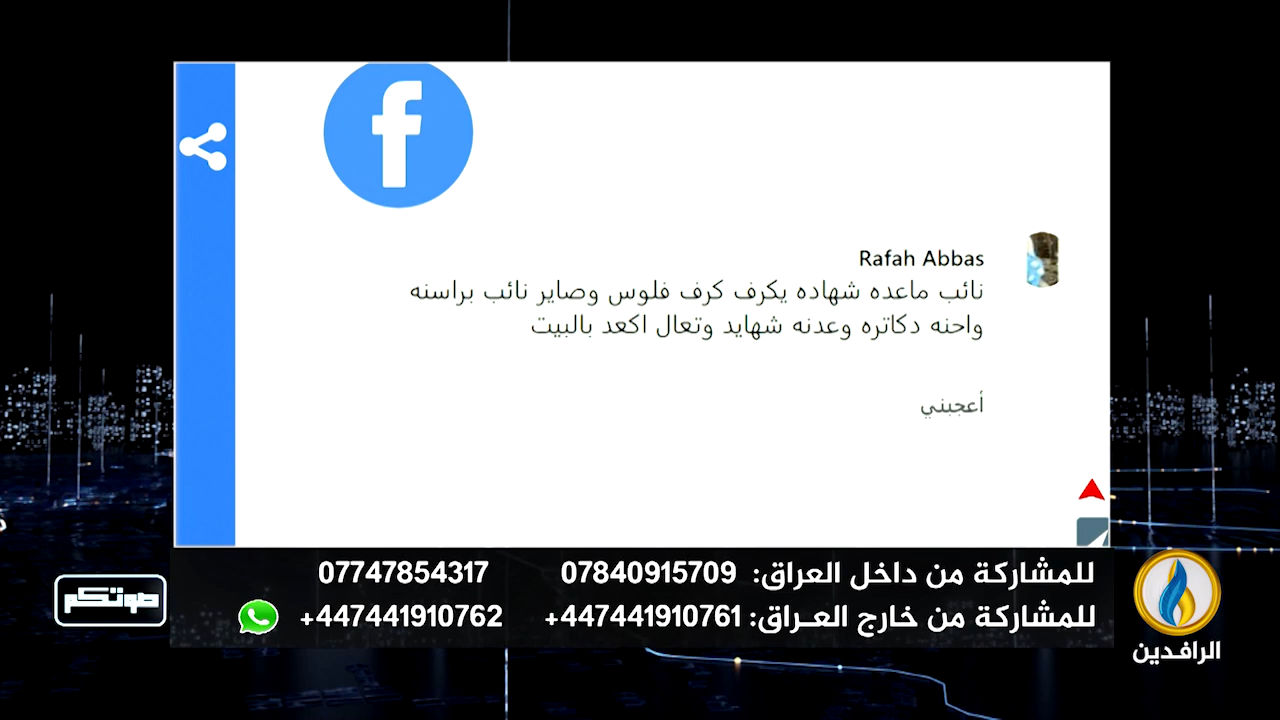 f
Rafah Abbas
نائب ماعده شهاده يكرف كرف فلوس وصاير نائب براسنه
واحنه دكاتره وعدنه شهايد وتعال اكعد بالبيت
أعجبني
للمشاركة من داخل العراق: 07840915709 07747854317
للمشاركة من خارج العـراق: 447441910761+ 447441910762+
صوتكم
الرافدين